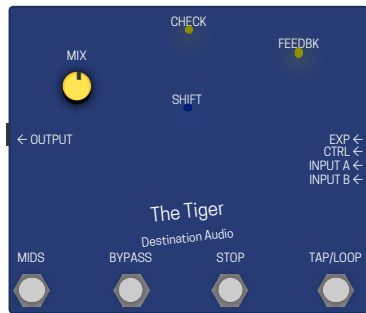 CHECK
FEEDBK
MIX
SHIFT
← OUTPUT
EXP ←
CTRL ←
INPUT A ←
INPUT B ←
The Tiger
Destination Audio
MIDS BYPASS STOP TAP/LOOP